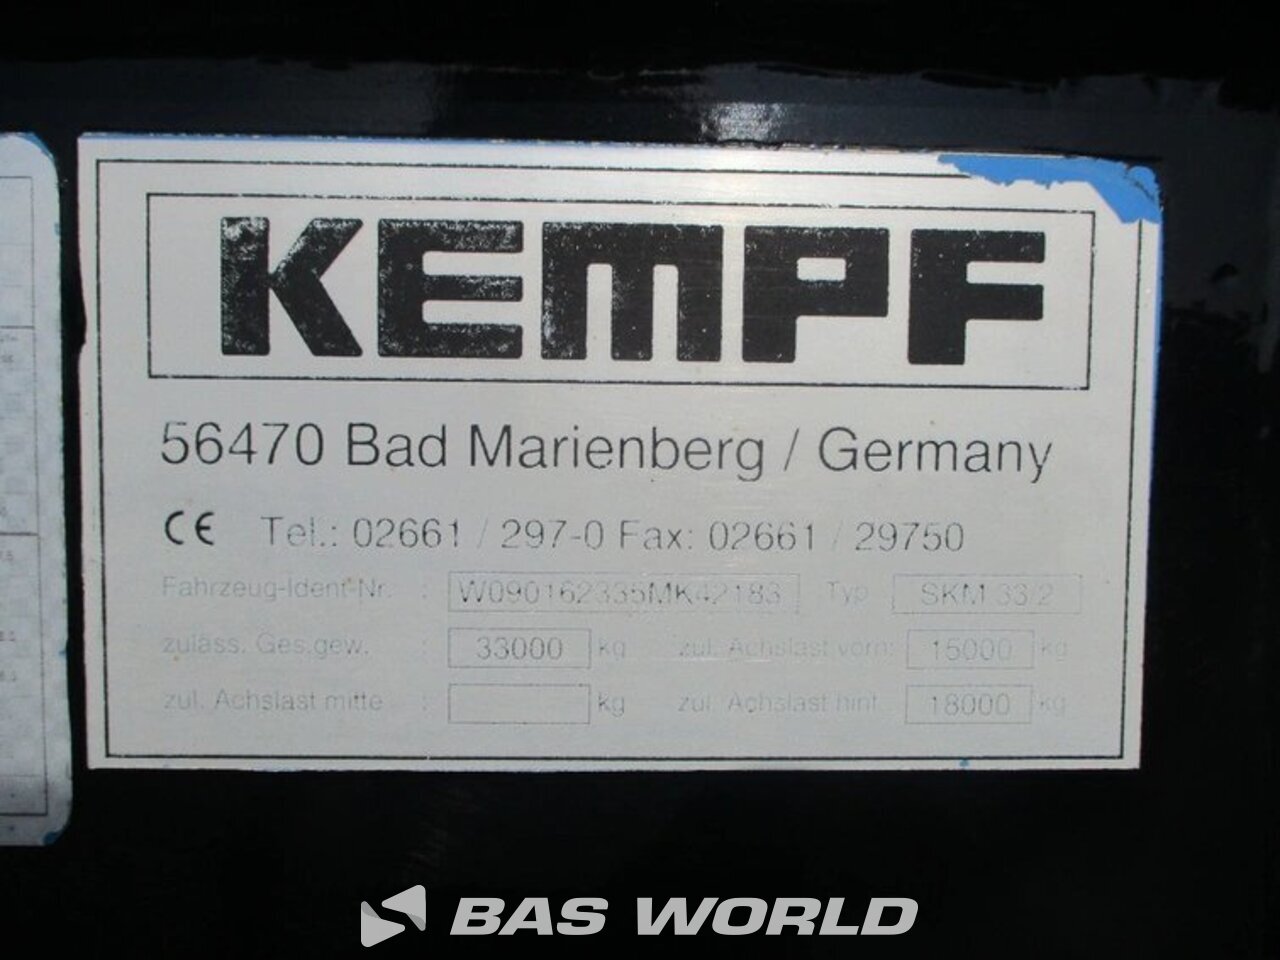 KEMPF
56470 Bad Marienberg / Germany
CE Tel.: 02661 / 297-0 Fax: 02661 / 29750
Fahrzeug-Ident-Nr. : W090162335MK42183 Typ SKM 33/2
zuläss. Ges.gew. : 33000 kg zul. Achslast vorn: 15000 kg
zul. Achslast mitte : kg zul. Achslast hint. 18000 kg
BAS WORLD